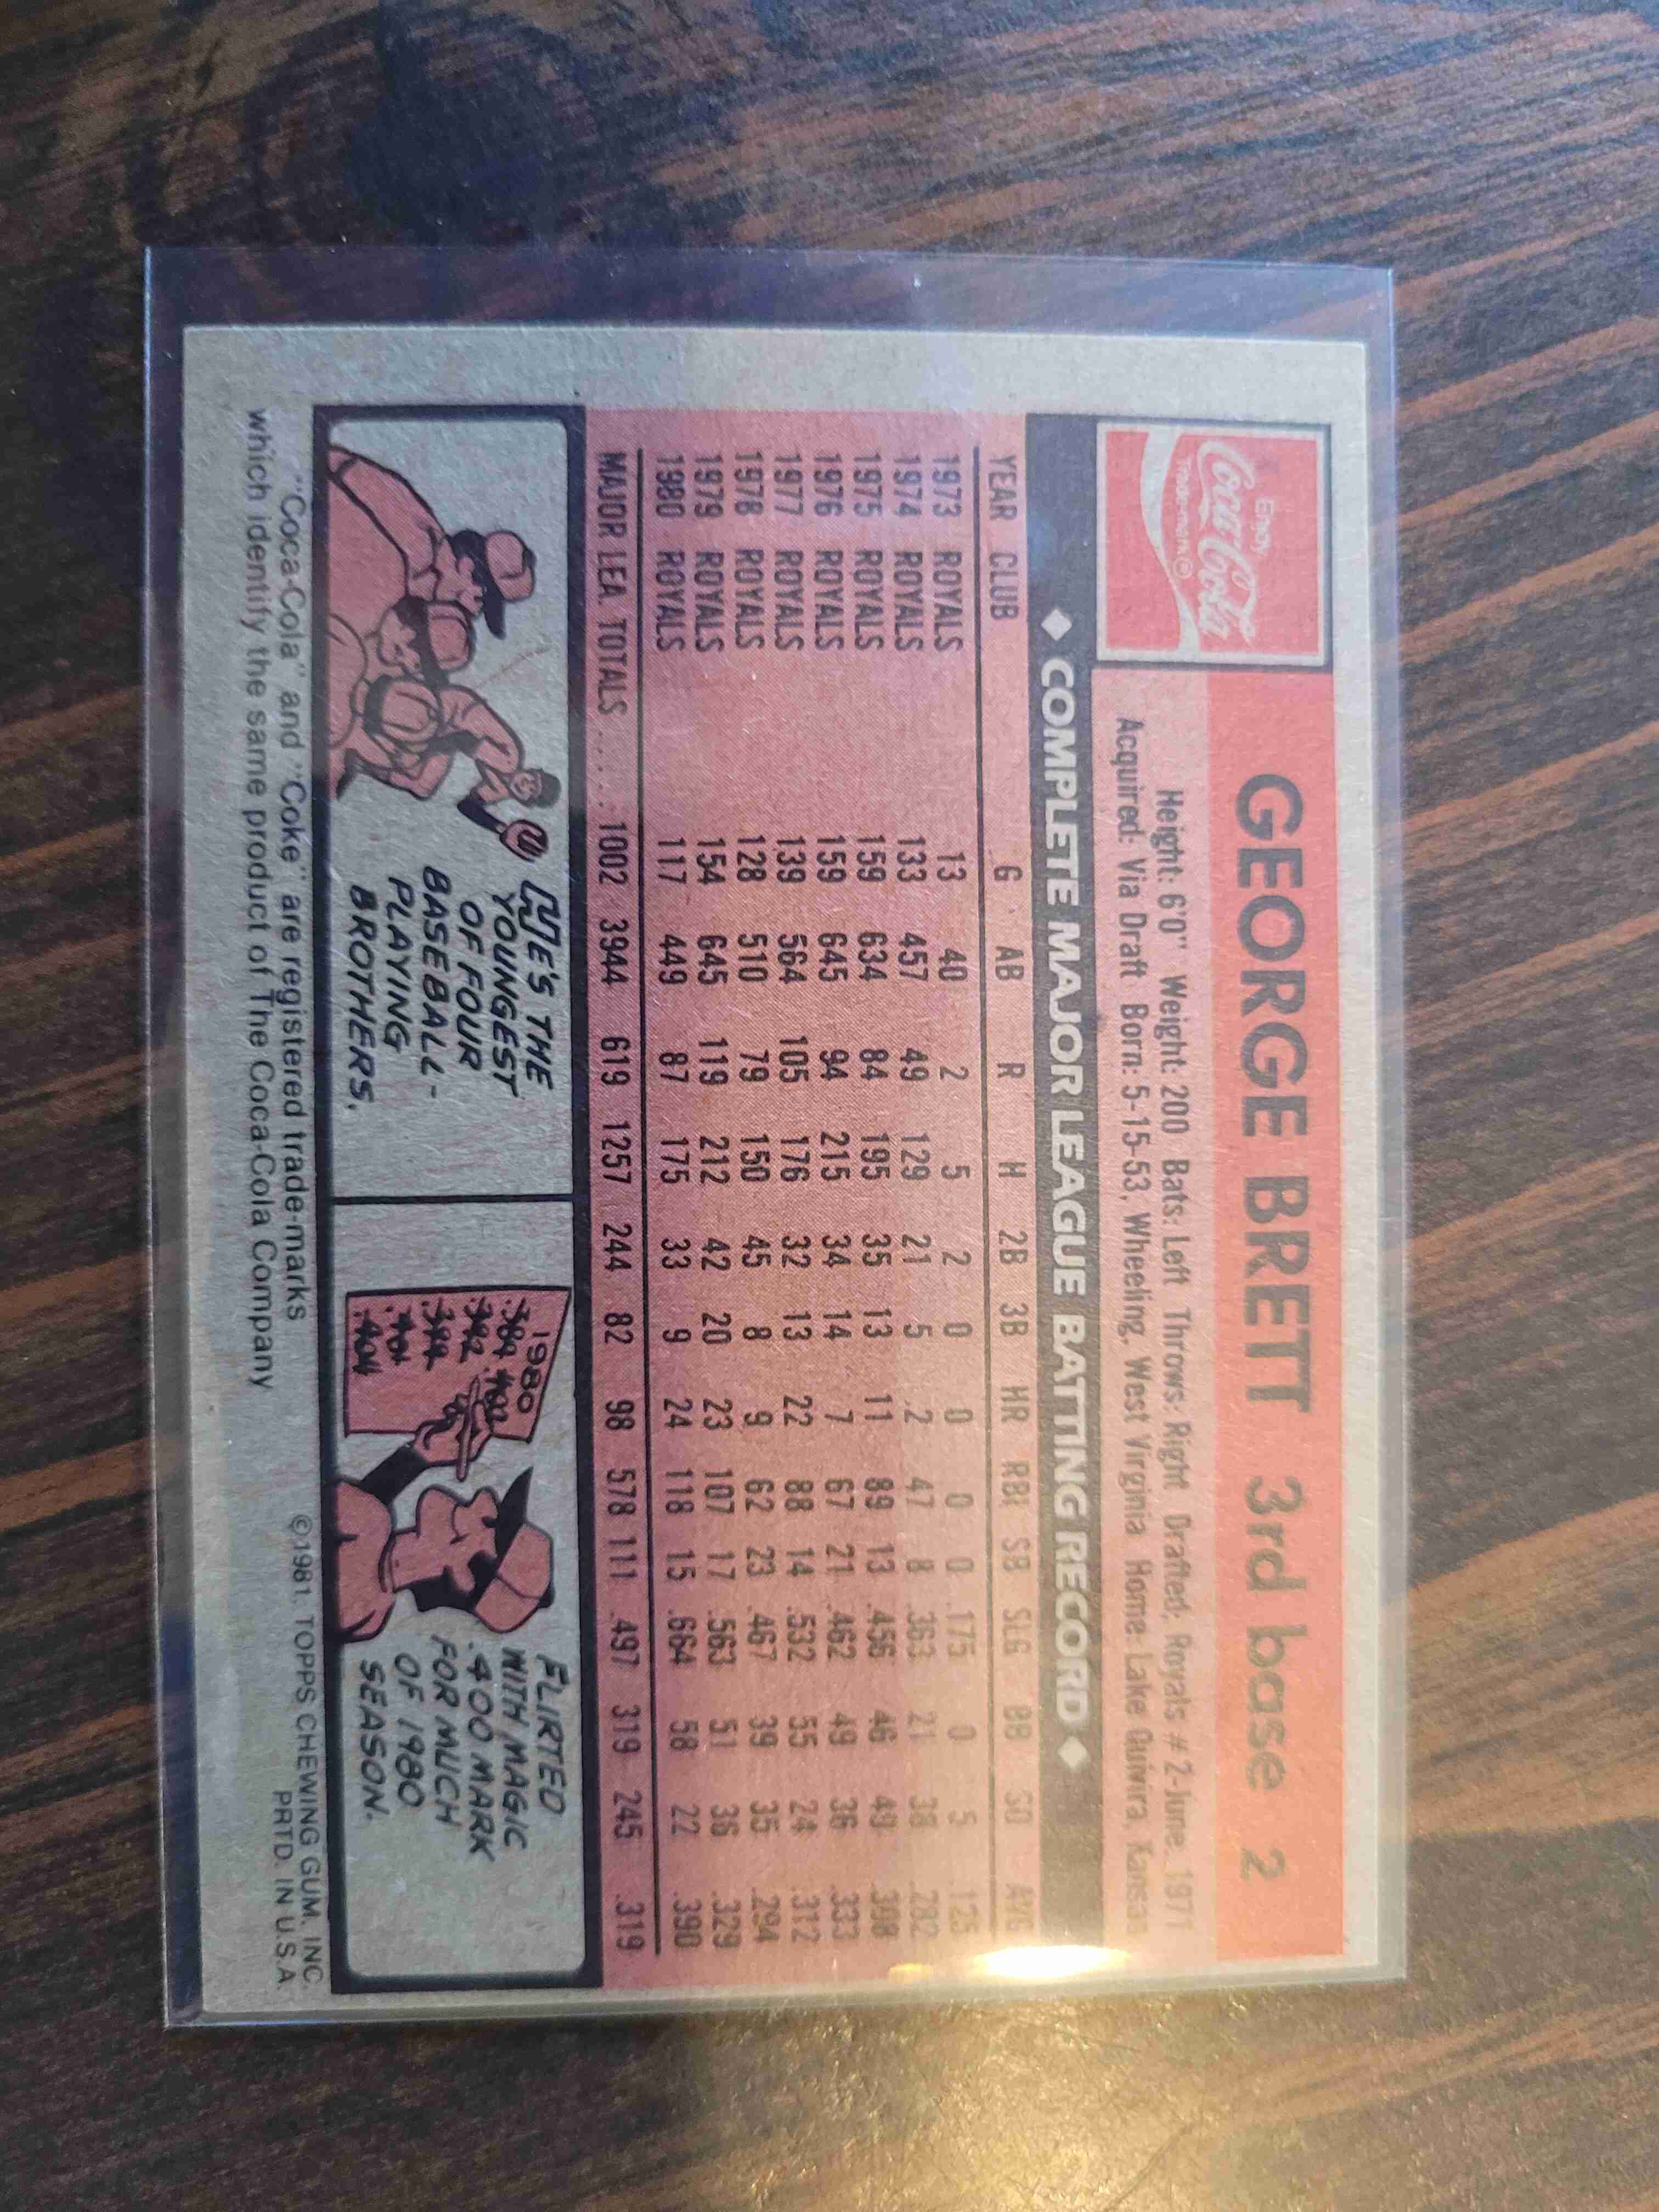 Enjoy
Coca-Cola
TRADE-MARK ®
GEORGE BRETT 3rd base 2
Height: 6'0" Weight: 200 Bats: Left Throws: Right Drafted: Royals #2-June, 1971
Acquired: Via Draft Born: 5-15-53, Wheeling, West Virginia Home: Lake Quivira, Kansas
◆ COMPLETE MAJOR LEAGUE BATTING RECORD ◆
YEAR CLUB G AB R H 2B 3B HR RBI SB SLG BB SO AVG
1973 ROYALS 13 40 2 5 2 0 0 0 0 .175 0 5 .125
1974 ROYALS 133 457 49 129 21 5 2 47 8 .363 21 38 .282
1975 ROYALS 159 634 84 195 35 13 11 89 13 .456 46 49 .308
1976 ROYALS 159 645 94 215 34 14 7 67 21 .462 49 36 .333
1977 ROYALS 139 564 105 176 32 13 22 88 14 .532 55 24 .312
1978 ROYALS 128 510 79 150 45 8 9 62 23 .467 39 35 .294
1979 ROYALS 154 645 119 212 42 20 23 107 17 .563 51 36 .329
1980 ROYALS 117 449 87 175 33 9 24 118 15 .664 58 22 .390
MAJOR LEA. TOTALS ..... 1002 3944 619 1257 244 82 98 578 111 .497 319 245 .319
HE'S THE
YOUNGEST
OF FOUR
BASEBALL-
PLAYING
BROTHERS.
1980
FLIRTED
WITH MAGIC
.400 MARK
FOR MUCH
OF 1980
SEASON.
"Coca-Cola" and "Coke" are registered trade-marks
which identify the same product of The Coca-Cola Company
©1981. TOPPS CHEWING GUM, INC.
PRTD. IN U.S.A.